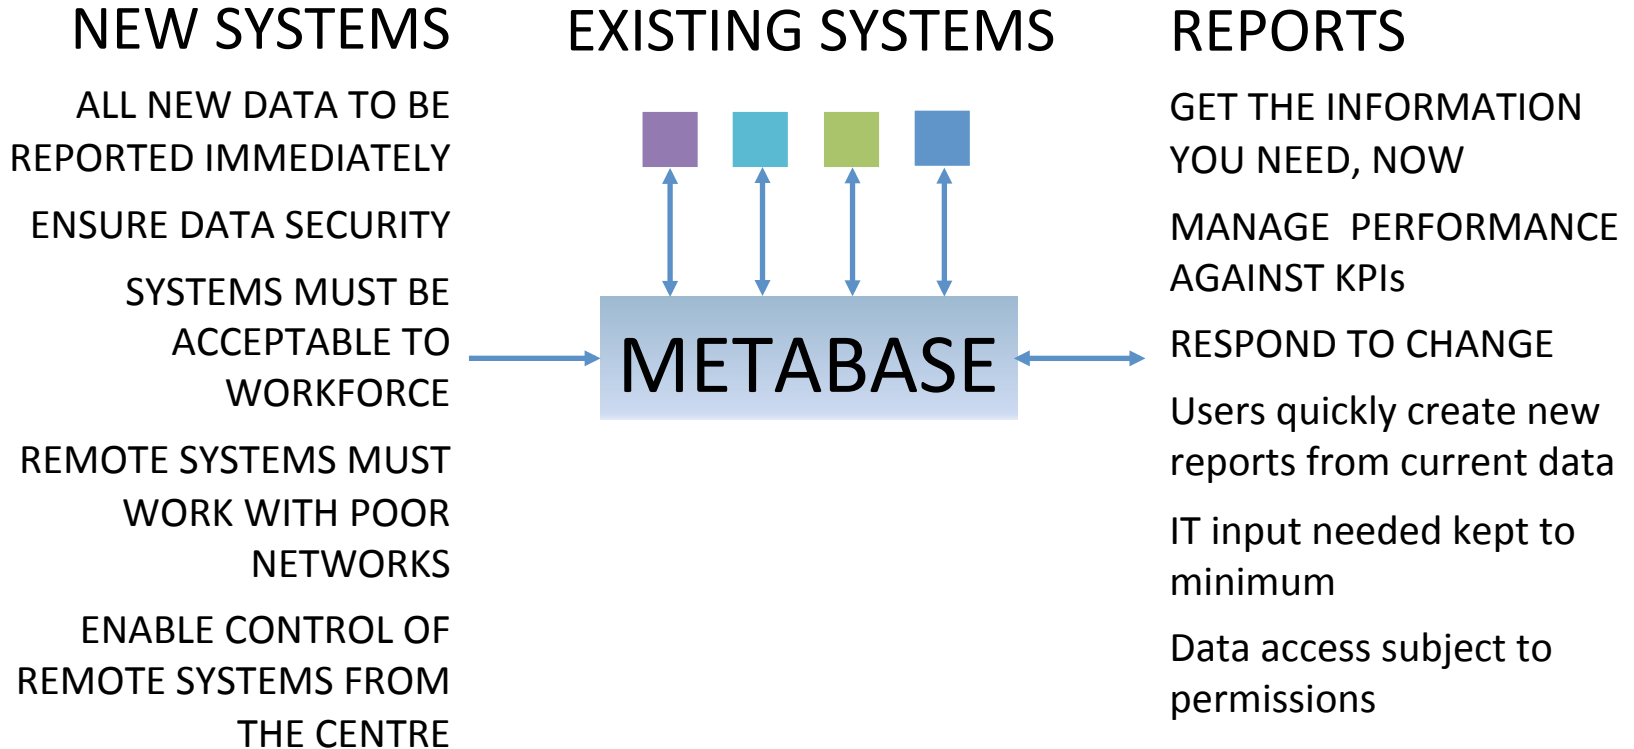 NEW SYSTEMS
ALL NEW DATA TO BE
REPORTED IMMEDIATELY
ENSURE DATA SECURITY
SYSTEMS MUST BE
ACCEPTABLE TO
WORKFORCE
REMOTE SYSTEMS MUST
WORK WITH POOR
NETWORKS
ENABLE CONTROL OF
REMOTE SYSTEMS FROM
THE CENTRE
EXISTING SYSTEMS
METABASE
REPORTS
GET THE INFORMATION
YOU NEED, NOW
MANAGE  PERFORMANCE
AGAINST KPIs
RESPOND TO CHANGE
Users quickly create new
reports from current data
IT input needed kept to
minimum
Data access subject to
permissions